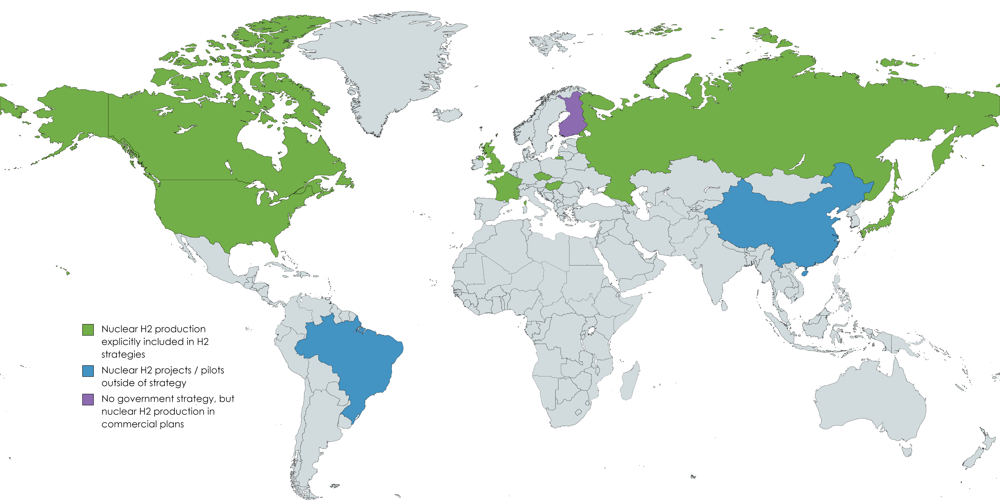 Nuclear H2 production
explicitly included in H2
strategies
Nuclear H2 projects / pilots
outside of strategy
No government strategy, but
nuclear H2 production in
commercial plans